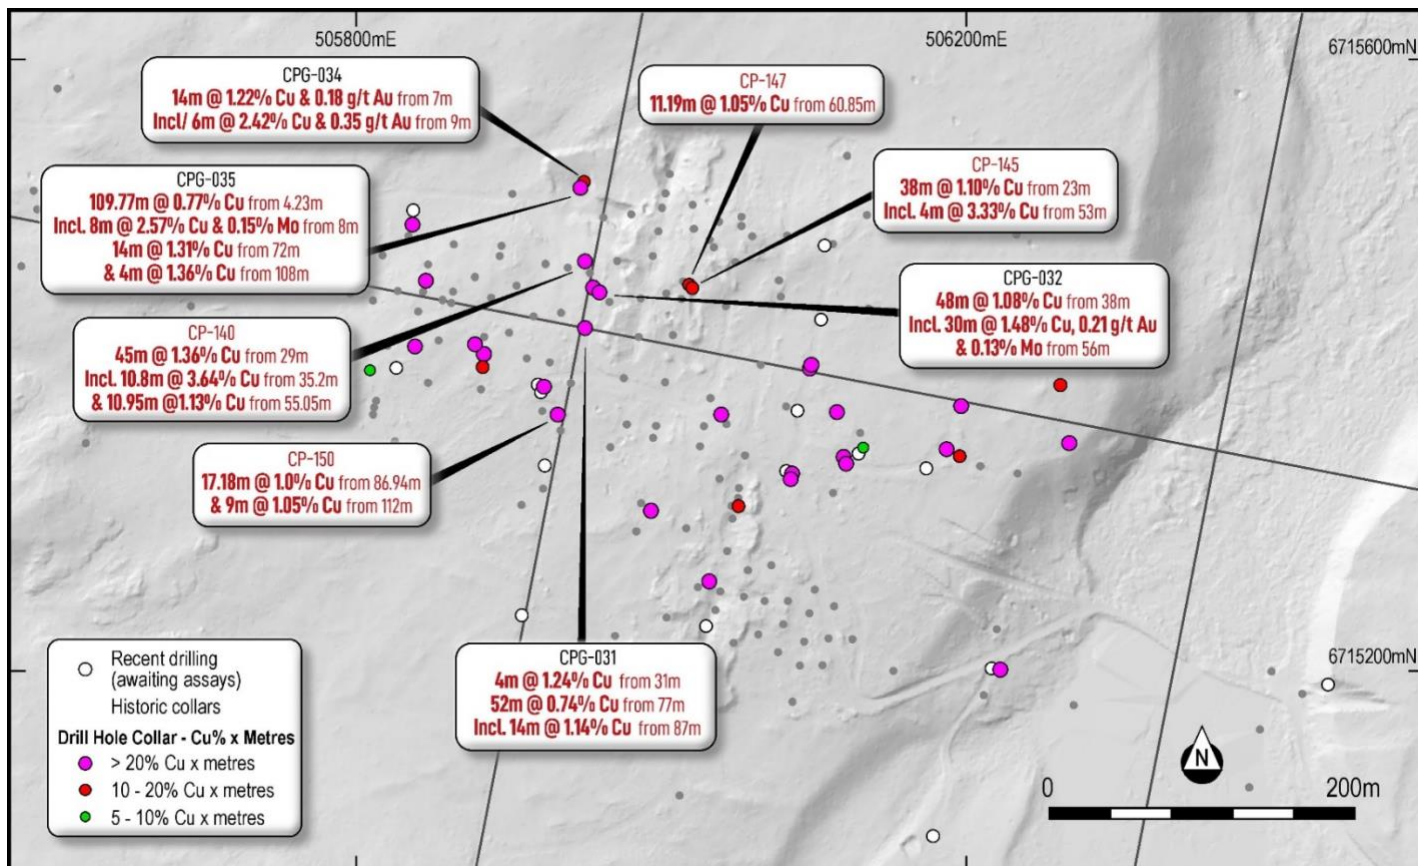 505800mE
506200mE
6715600mN
CPG-034
14m @ 1.22% Cu & 0.18 g/t Au from 7m
Incl/ 6m @ 2.42% Cu & 0.35 g/t Au from 9m
CP-147
11.19m @ 1.05% Cu from 60.85m
CP-145
38m @ 1.10% Cu from 23m
Incl. 4m @ 3.33% Cu from 53m
CPG-035
109.77m @ 0.77% Cu from 4.23m
Incl. 8m @ 2.57% Cu & 0.15% Mo from 8m
14m @ 1.31% Cu from 72m
& 4m @ 1.36% Cu from 108m
CPG-032
48m @ 1.08% Cu from 38m
Incl. 30m @ 1.48% Cu, 0.21 g/t Au
& 0.13% Mo from 56m
CP-140
45m @ 1.36% Cu from 29m
Incl. 10.8m @ 3.64% Cu from 35.2m
& 10.95m @1.13% Cu from 55.05m
CP-150
17.18m @ 1.0% Cu from 86.94m
& 9m @ 1.05% Cu from 112m
CPG-031
4m @ 1.24% Cu from 31m
52m @ 0.74% Cu from 77m
Incl. 14m @ 1.14% Cu from 87m
6715200mN
Recent drilling
(awaiting assays)
Historic collars
Drill Hole Collar - Cu% x Metres
> 20% Cu x metres
10 - 20% Cu x metres
5 - 10% Cu x metres
N
0
200m